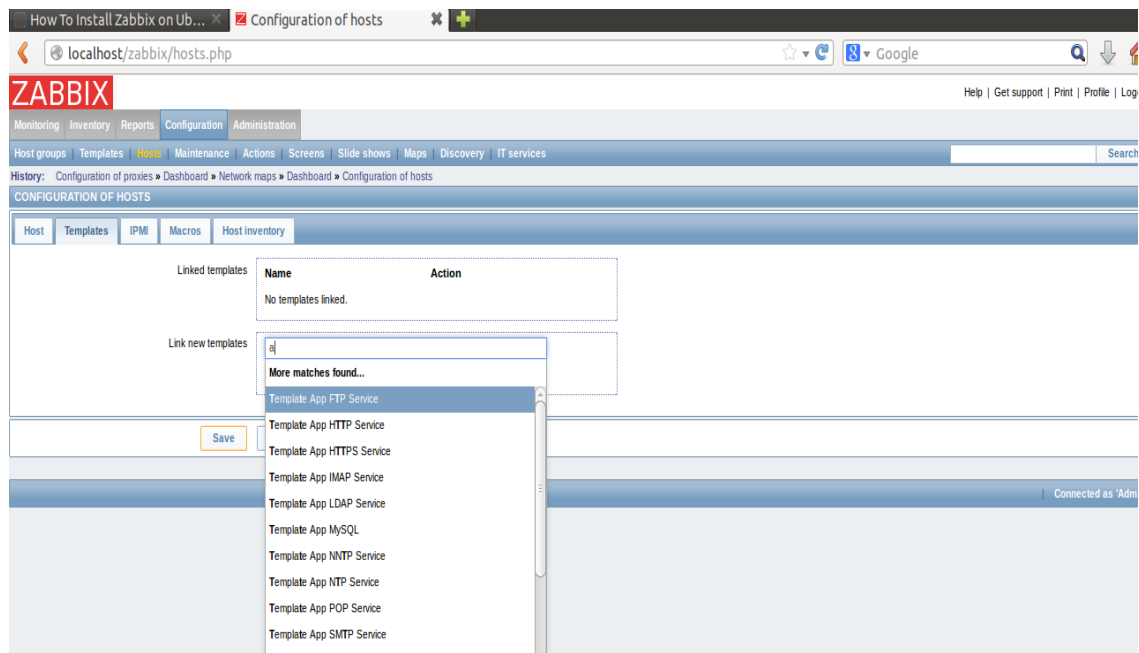 How To Install Zabbix on Ub...
Configuration of hosts
localhost/zabbix/hosts.php
Google
ZABBIX
Help | Get support | Print | Profile |
Monitoring Inventory Reports Configuration Administration
Host groups | Templates | Hosts | Maintenance | Actions | Screens | Slide shows | Maps | Discovery | IT services
Search
History: Configuration of proxies » Dashboard » Network maps » Dashboard » Configuration of hosts
CONFIGURATION OF HOSTS
Host Templates IPMI Macros Host inventory
Linked templates
Name Action
No templates linked.
Link new templates
a
More matches found...
Template App FTP Service
Template App HTTP Service
Template App HTTPS Service
Template App IMAP Service
Template App LDAP Service
Template App MySQL
Template App NNTP Service
Template App NTP Service
Template App POP Service
Template App SMTP Service
Save
Connected as 'Adm